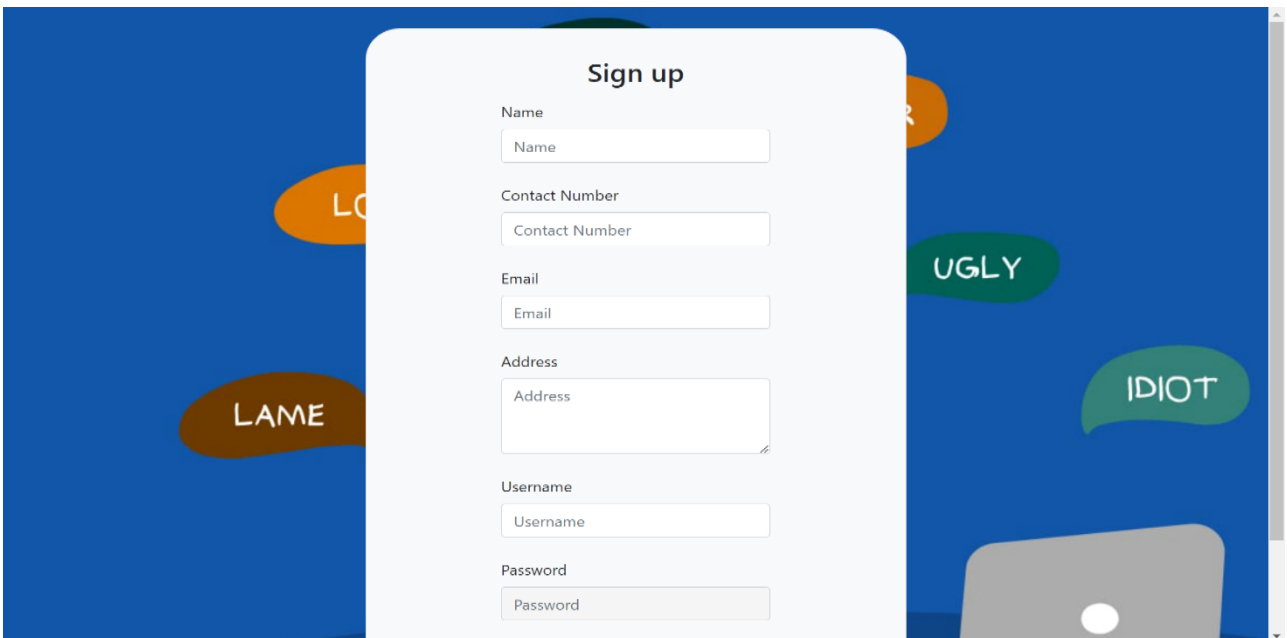 Sign up
Name
Name
Contact Number
Contact Number
Email
Email
Address
Address
Username
Username
Password
Password
UGLY
LAME
IDIOT